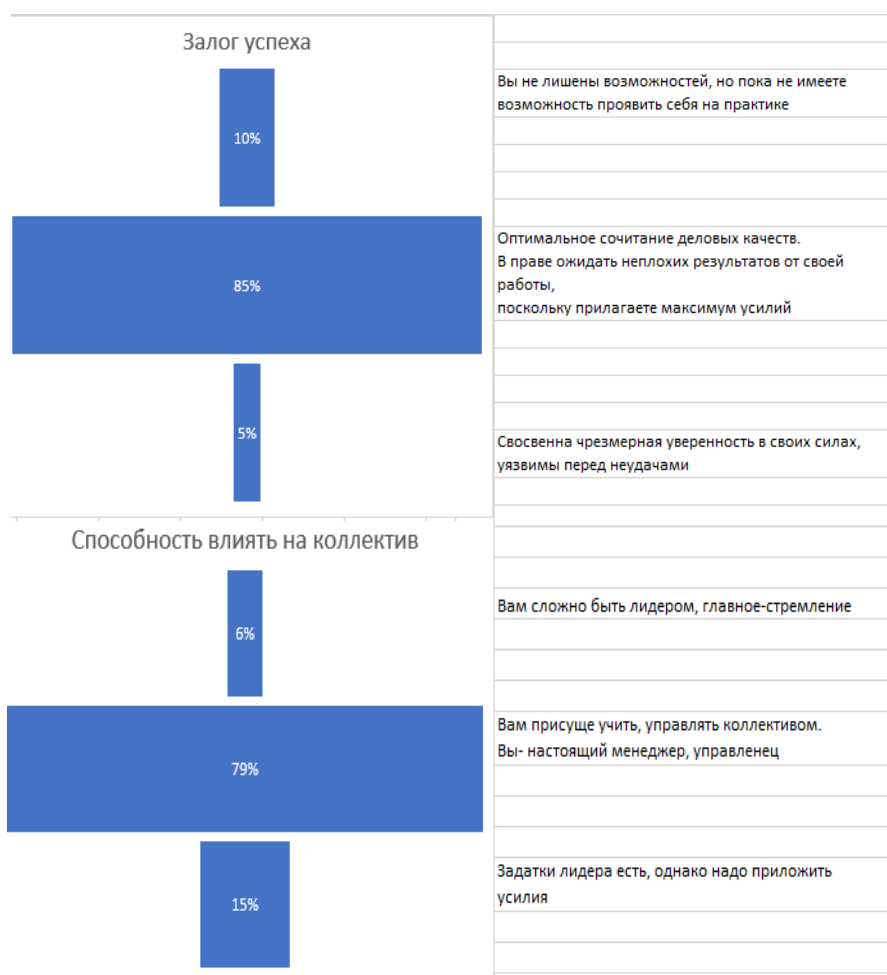 Залог успеха
10%
Вы не лишены возможностей, но пока не имеете
возможность проявить себя на практике
85%
Оптимальное сочитание деловых качеств.
В праве ожидать неплохих результатов от своей
работы,
поскольку прилагаете максимум усилий
5%
Свосвенна чрезмерная уверенность в своих силах,
уязвимы перед неудачами
Способность влиять на коллектив
6%
Вам сложно быть лидером, главное-стремление
79%
Вам присуще учить, управлять коллективом.
Вы- настоящий менеджер, управленец
15%
Задатки лидера есть, однако надо приложить
усилия